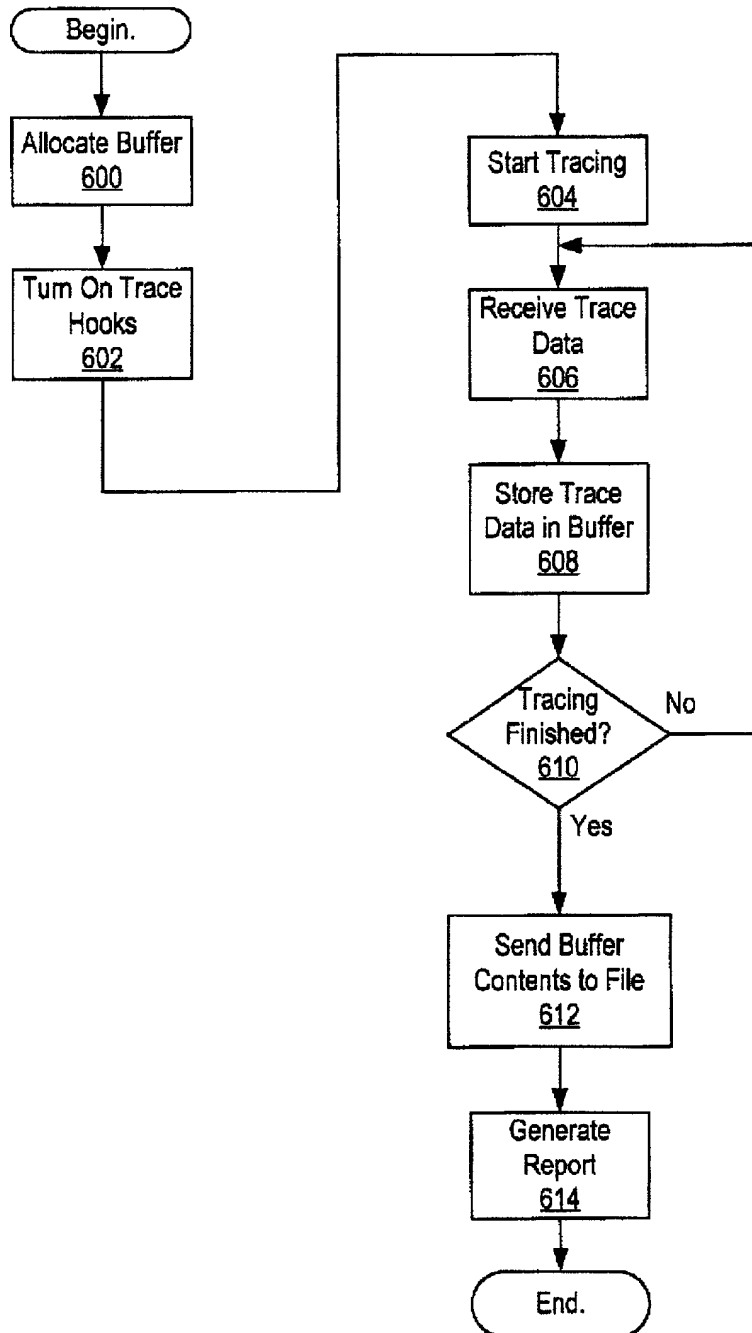 Begin.
Allocate Buffer
600
Turn On Trace
Hooks
602
Start Tracing
604
Receive Trace
Data
606
Store Trace
Data in Buffer
608
Tracing
Finished?
610
No
Yes
Send Buffer
Contents to File
612
Generate
Report
614
End.